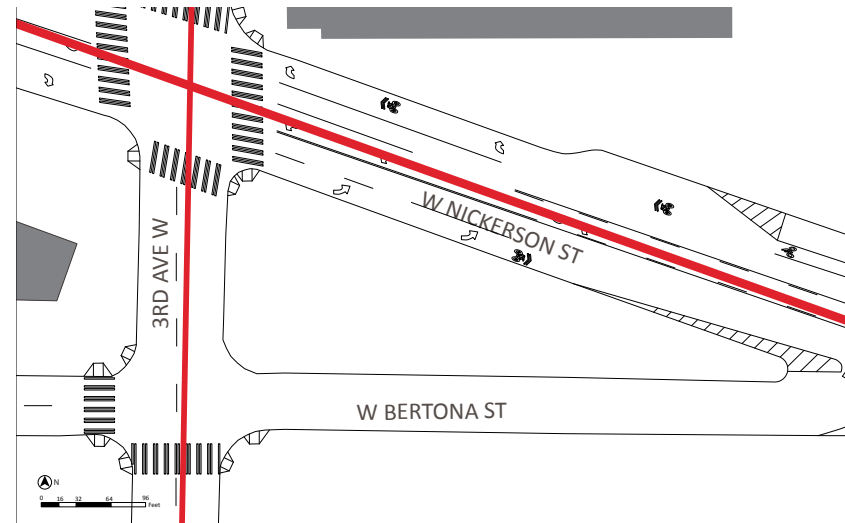 W NICKERSON ST
3RD AVE W
W BERTONA ST
N
0 16 32 64 96
Feet